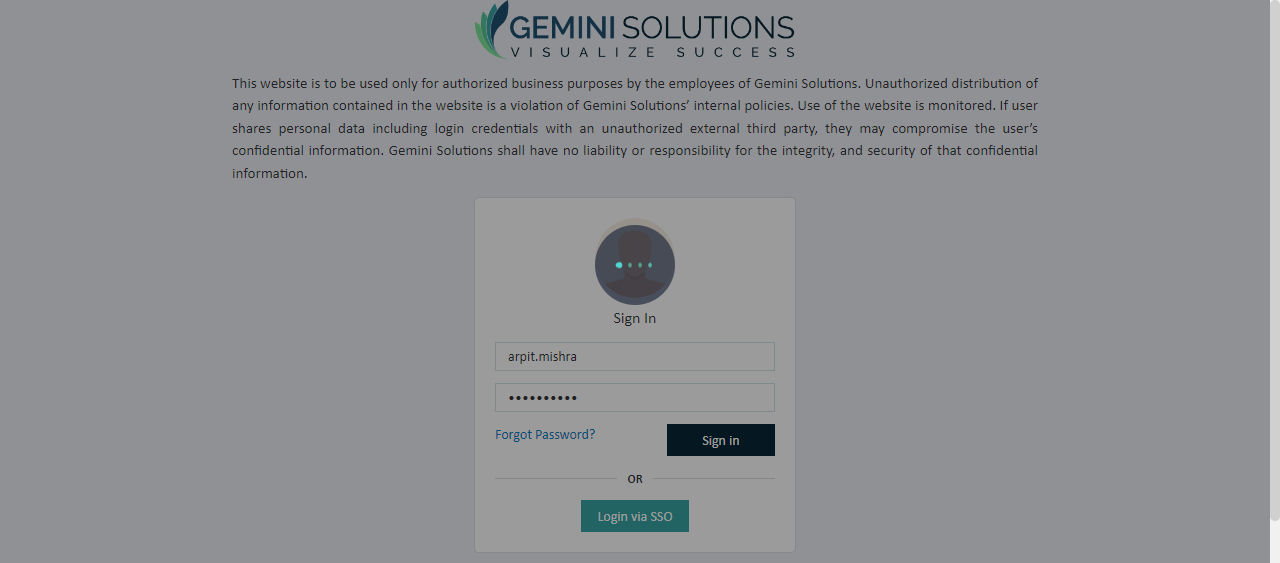 GEMINI SOLUTIONS
VISUALIZE SUCCESS
This website is to be used only for authorized business purposes by the employees of Gemini Solutions. Unauthorized distribution of
any information contained in the website is a violation of Gemini Solutions’ internal policies. Use of the website is monitored. If user
shares personal data including login credentials with an unauthorized external third party, they may compromise the user’s
confidential information. Gemini Solutions shall have no liability or responsibility for the integrity, and security of that confidential
information.
Sign In
arpit.mishra
••••••••••
Forgot Password?
Sign in
OR
Login via SSO